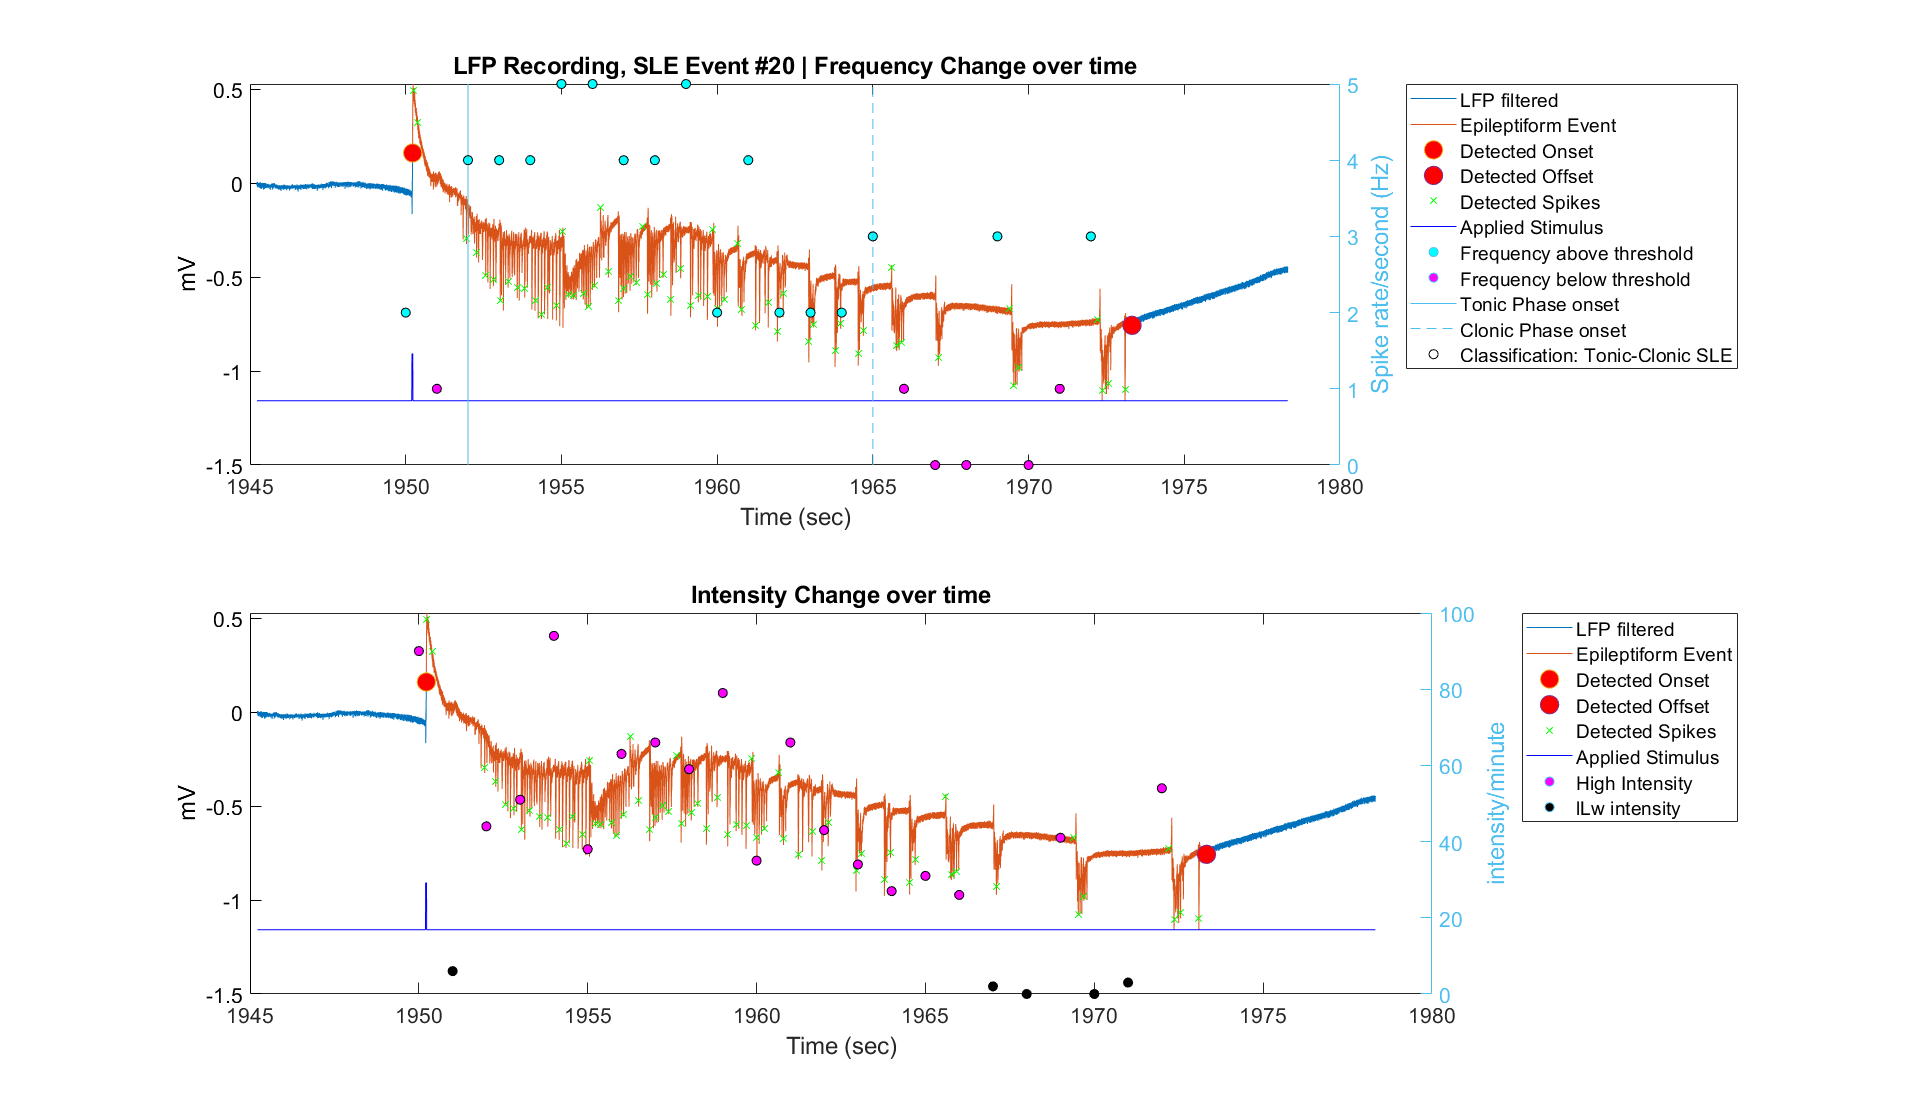 LFP Recording, SLE Event #20 | Frequency Change over time
0.5
0
-0.5
-1
-1.5
mV
1945 1950 1955 1960 1965 1970 1975 1980
Time (sec)
5
4
3
2
1
0
Spike rate/second (Hz)
LFP filtered
Epileptiform Event
Detected Onset
Detected Offset
Detected Spikes
Applied Stimulus
Frequency above threshold
Frequency below threshold
Tonic Phase onset
Clonic Phase onset
Classification: Tonic-Clonic SLE
Intensity Change over time
0.5
0
-0.5
-1
-1.5
mV
1945 1950 1955 1960 1965 1970 1975 1980
Time (sec)
100
80
60
40
20
0
intensity/minute
LFP filtered
Epileptiform Event
Detected Onset
Detected Offset
Detected Spikes
Applied Stimulus
High Intensity
lLw intensity